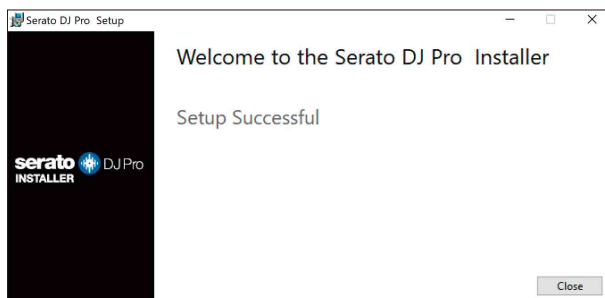 Serato DJ Pro Setup
Welcome to the Serato DJ Pro Installer
Setup Successful
serato DJ Pro
INSTALLER
Close